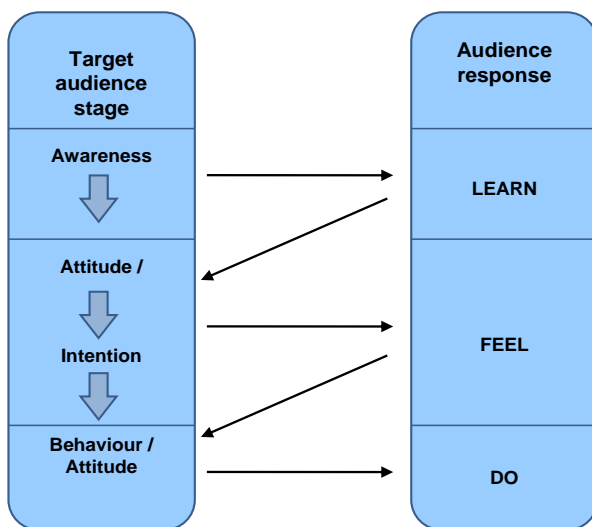 Target
audience
stage
Audience
response
Awareness
LEARN
Attitude /
Intention
FEEL
Behaviour /
Attitude
DO